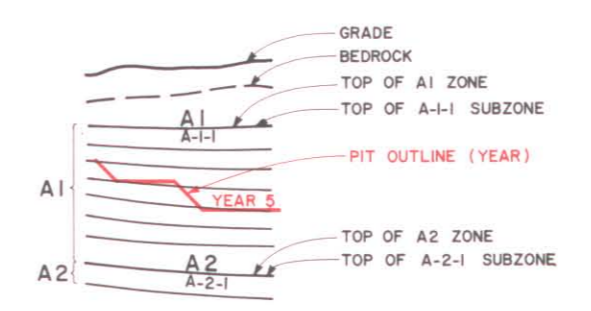 GRADE
BEDROCK
TOP OF A1 ZONE
TOP OF A-1-1 SUBZONE
A1
A-1-1
PIT OUTLINE (YEAR)
A1
YEAR 5
TOP OF A2 ZONE
A2
TOP OF A-2-1 SUBZONE
A2
A-2-1